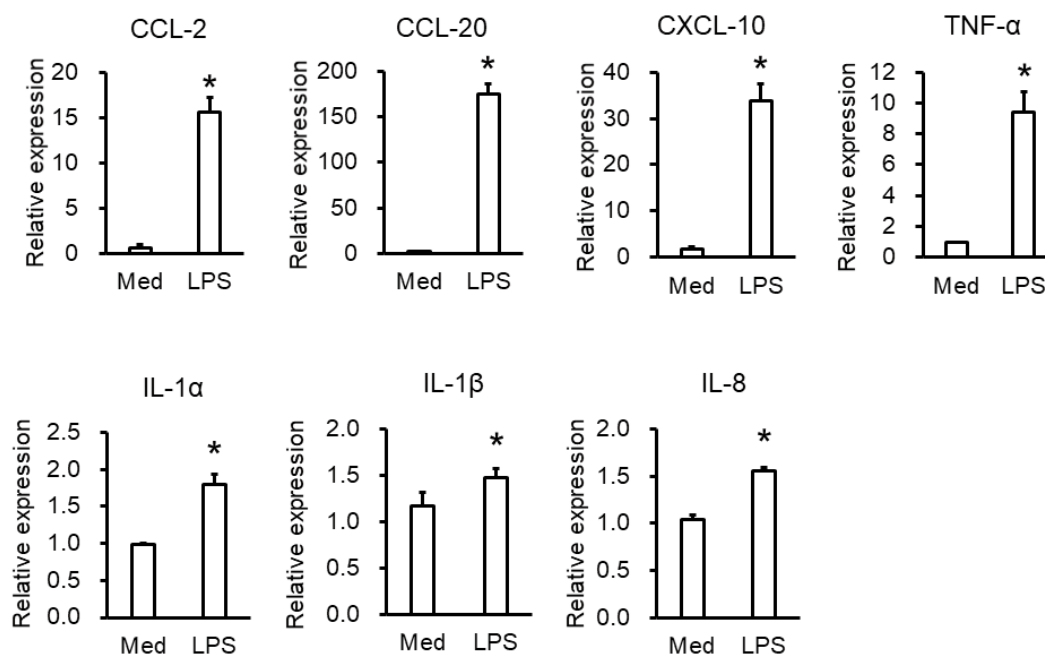 CCL-2
CCL-20
CXCL-10
TNF-α
Relative expression
20
15
10
5
0
*
Med LPS
Relative expression
200
150
100
50
0
*
Med LPS
Relative expression
40
30
20
10
0
*
Med LPS
Relative expression
12
10
8
6
4
2
0
*
Med LPS
IL-1α
IL-1β
IL-8
Relative expression
2.5
2.0
1.5
1.0
0.5
0.0
*
Med LPS
Relative expression
2.0
1.5
1.0
0.5
0.0
*
Med LPS
Relative expression
2.0
1.5
1.0
0.5
0.0
*
Med LPS